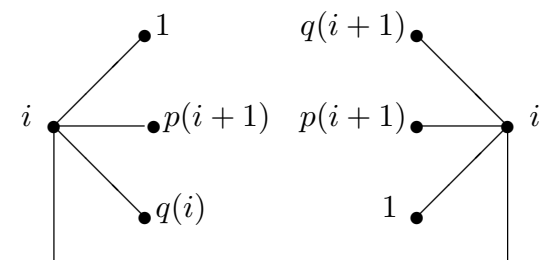 1 q(i + 1)
i p(i + 1) p(i + 1) i
q(i) 1